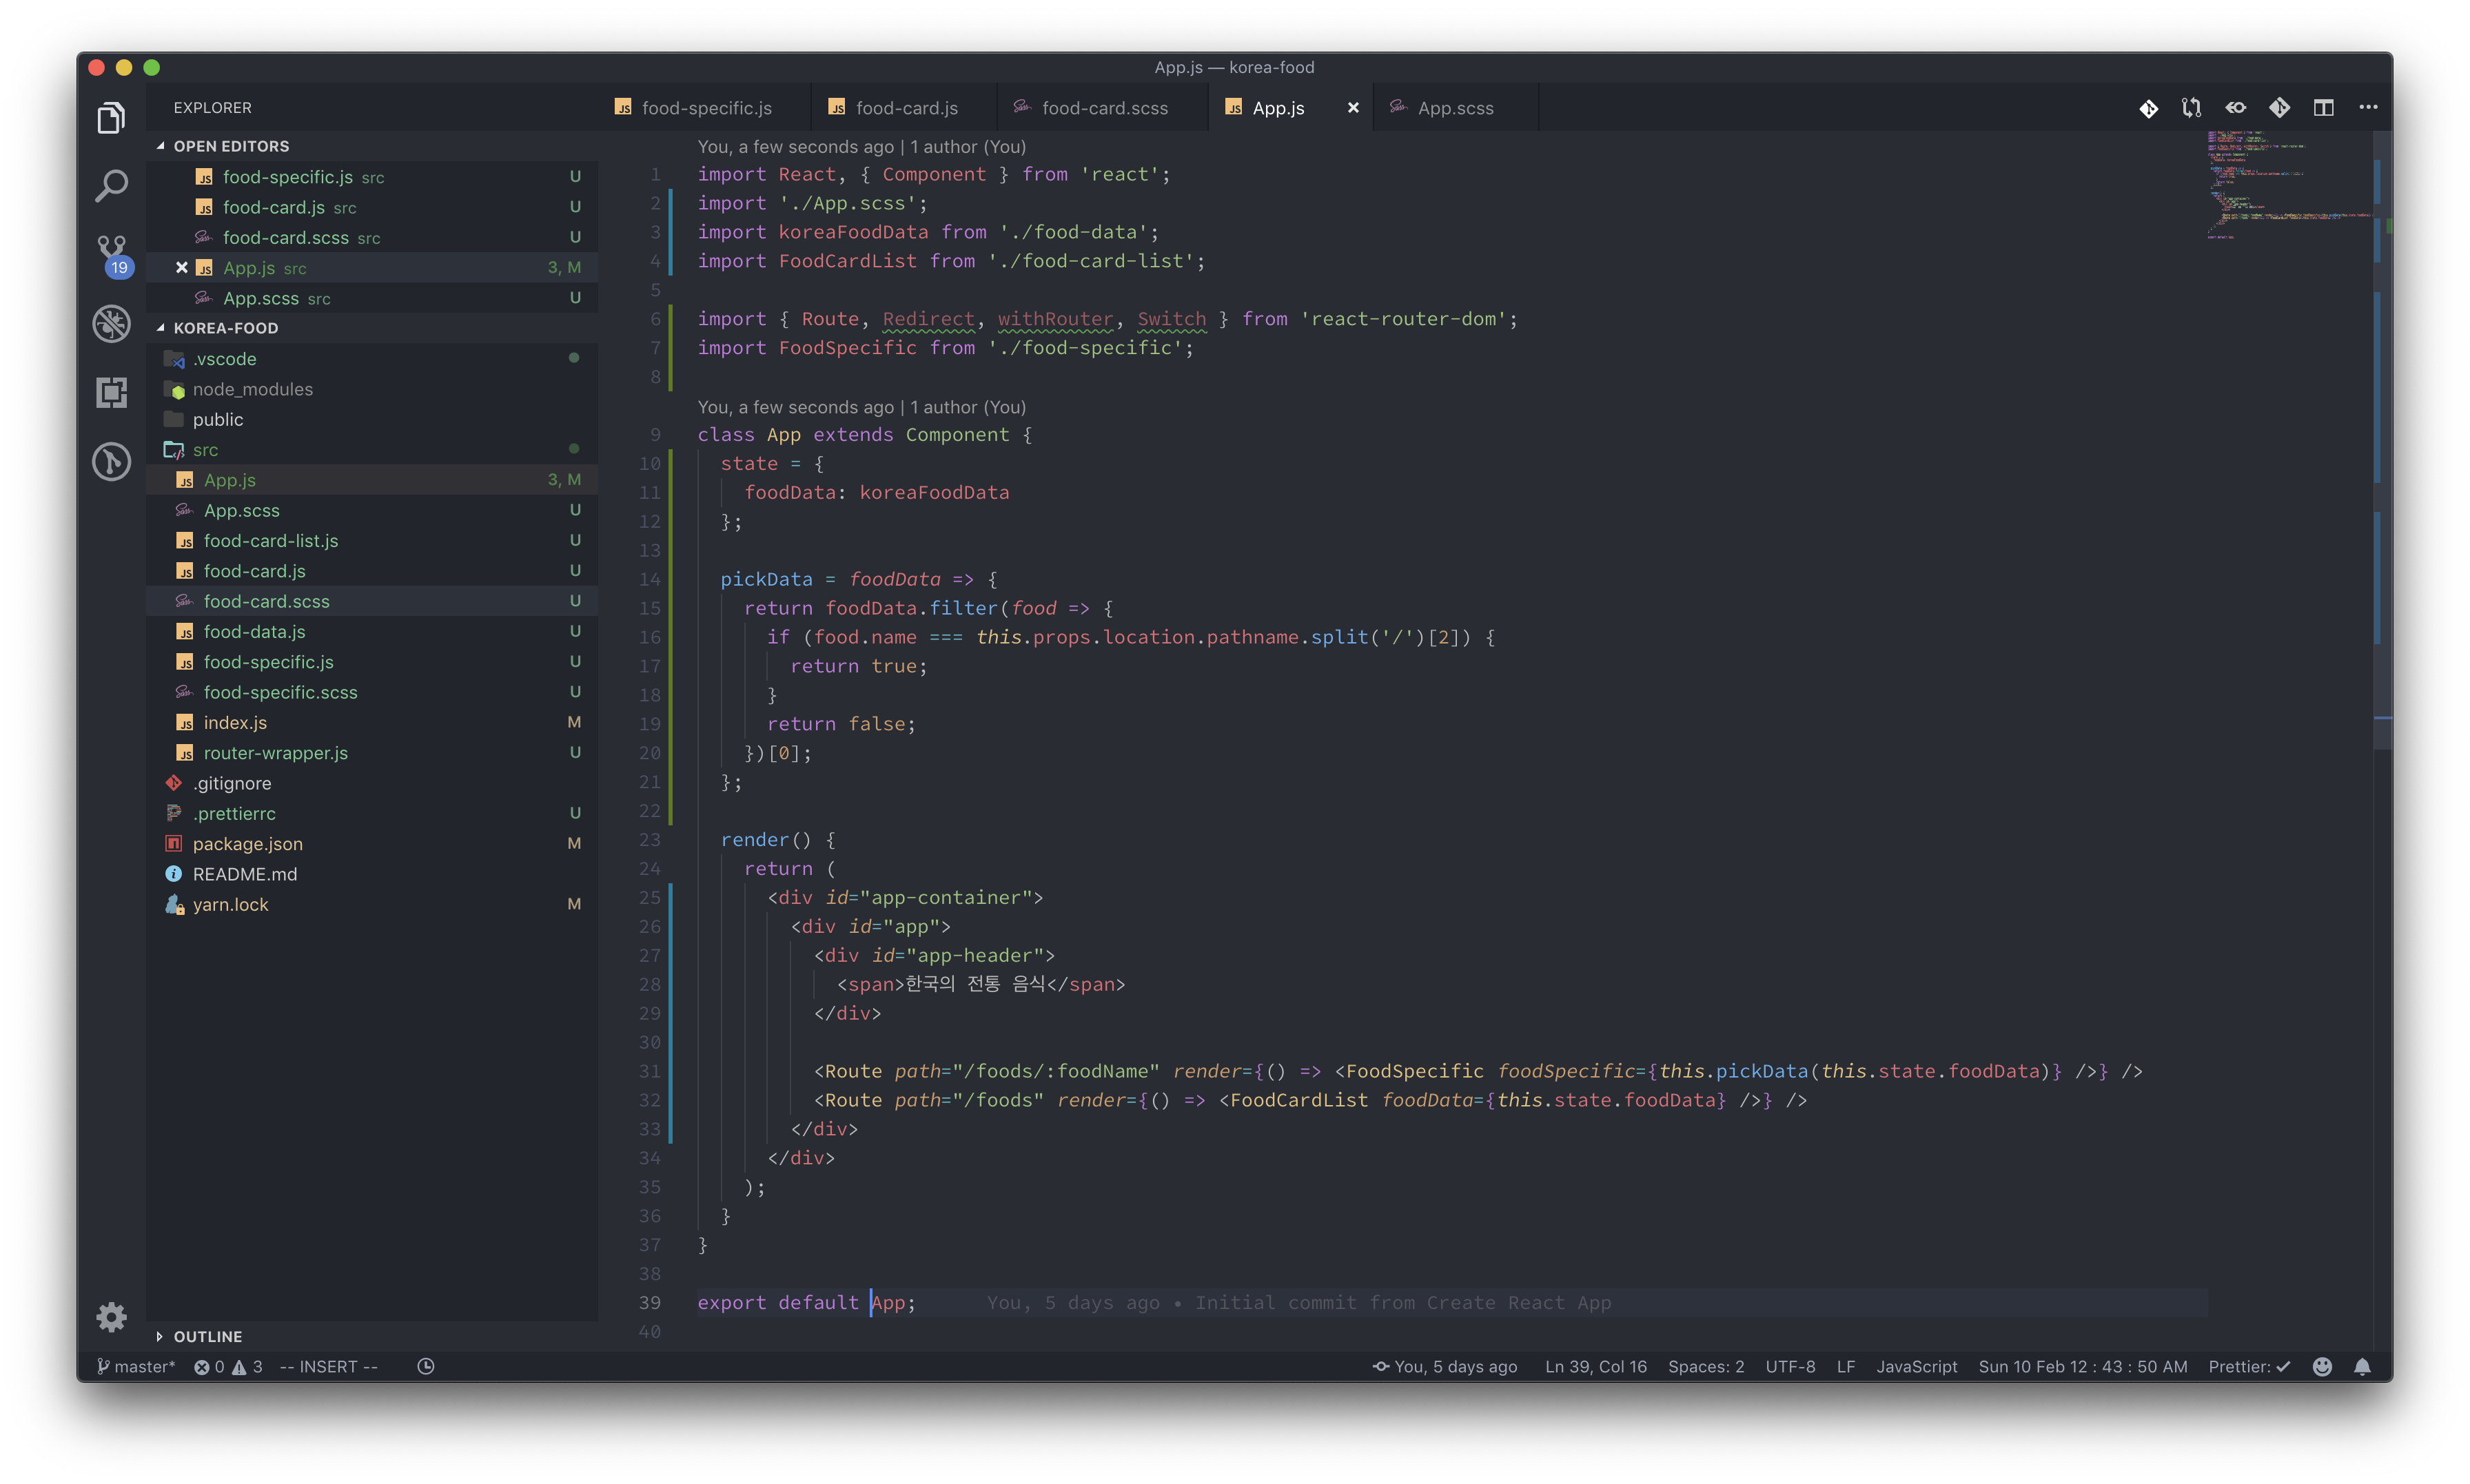 App.js — korea-food
EXPLORER
food-specific.js
food-card.js
food-card.scss
App.js
App.scss
OPEN EDITORS
food-specific.js src U
food-card.js src U
food-card.scss src U
App.js src 3, M
App.scss src U
19
KOREA-FOOD
.vscode
node_modules
public
src
App.js 3, M
App.scss U
food-card-list.js U
food-card.js U
food-card.scss U
food-data.js U
food-specific.js U
food-specific.scss U
index.js M
router-wrapper.js U
.gitignore
.prettierrc U
package.json M
README.md
yarn.lock M
OUTLINE
You, a few seconds ago | 1 author (You)
1 import React, { Component } from 'react';
2 import './App.scss';
3 import koreaFoodData from './food-data';
4 import FoodCardList from './food-card-list';
5
6 import { Route, Redirect, withRouter, Switch } from 'react-router-dom';
7 import FoodSpecific from './food-specific';
8
You, a few seconds ago | 1 author (You)
9 class App extends Component {
10 state = {
11 foodData: koreaFoodData
12 };
13
14 pickData = foodData => {
15 return foodData.filter(food => {
16 if (food.name === this.props.location.pathname.split('/')[2]) {
17 return true;
18 }
19 return false;
20 })[0];
21 };
22
23 render() {
24 return (
25 <div id="app-container">
26 <div id="app">
27 <div id="app-header">
28 <span>한국의 전통 음식</span>
29 </div>
30
31 <Route path="/foods/:foodName" render={() => <FoodSpecific foodSpecific={this.pickData(this.state.foodData)} />} />
32 <Route path="/foods" render={() => <FoodCardList foodData={this.state.foodData} />} />
33 </div>
34 </div>
35 );
36 }
37 }
38
39 export default App; You, 5 days ago • Initial commit from Create React App
40
master* 0 3 -- INSERT -- You, 5 days ago Ln 39, Col 16 Spaces: 2 UTF-8 LF JavaScript Sun 10 Feb 12 : 43 : 50 AM Prettier: ✓